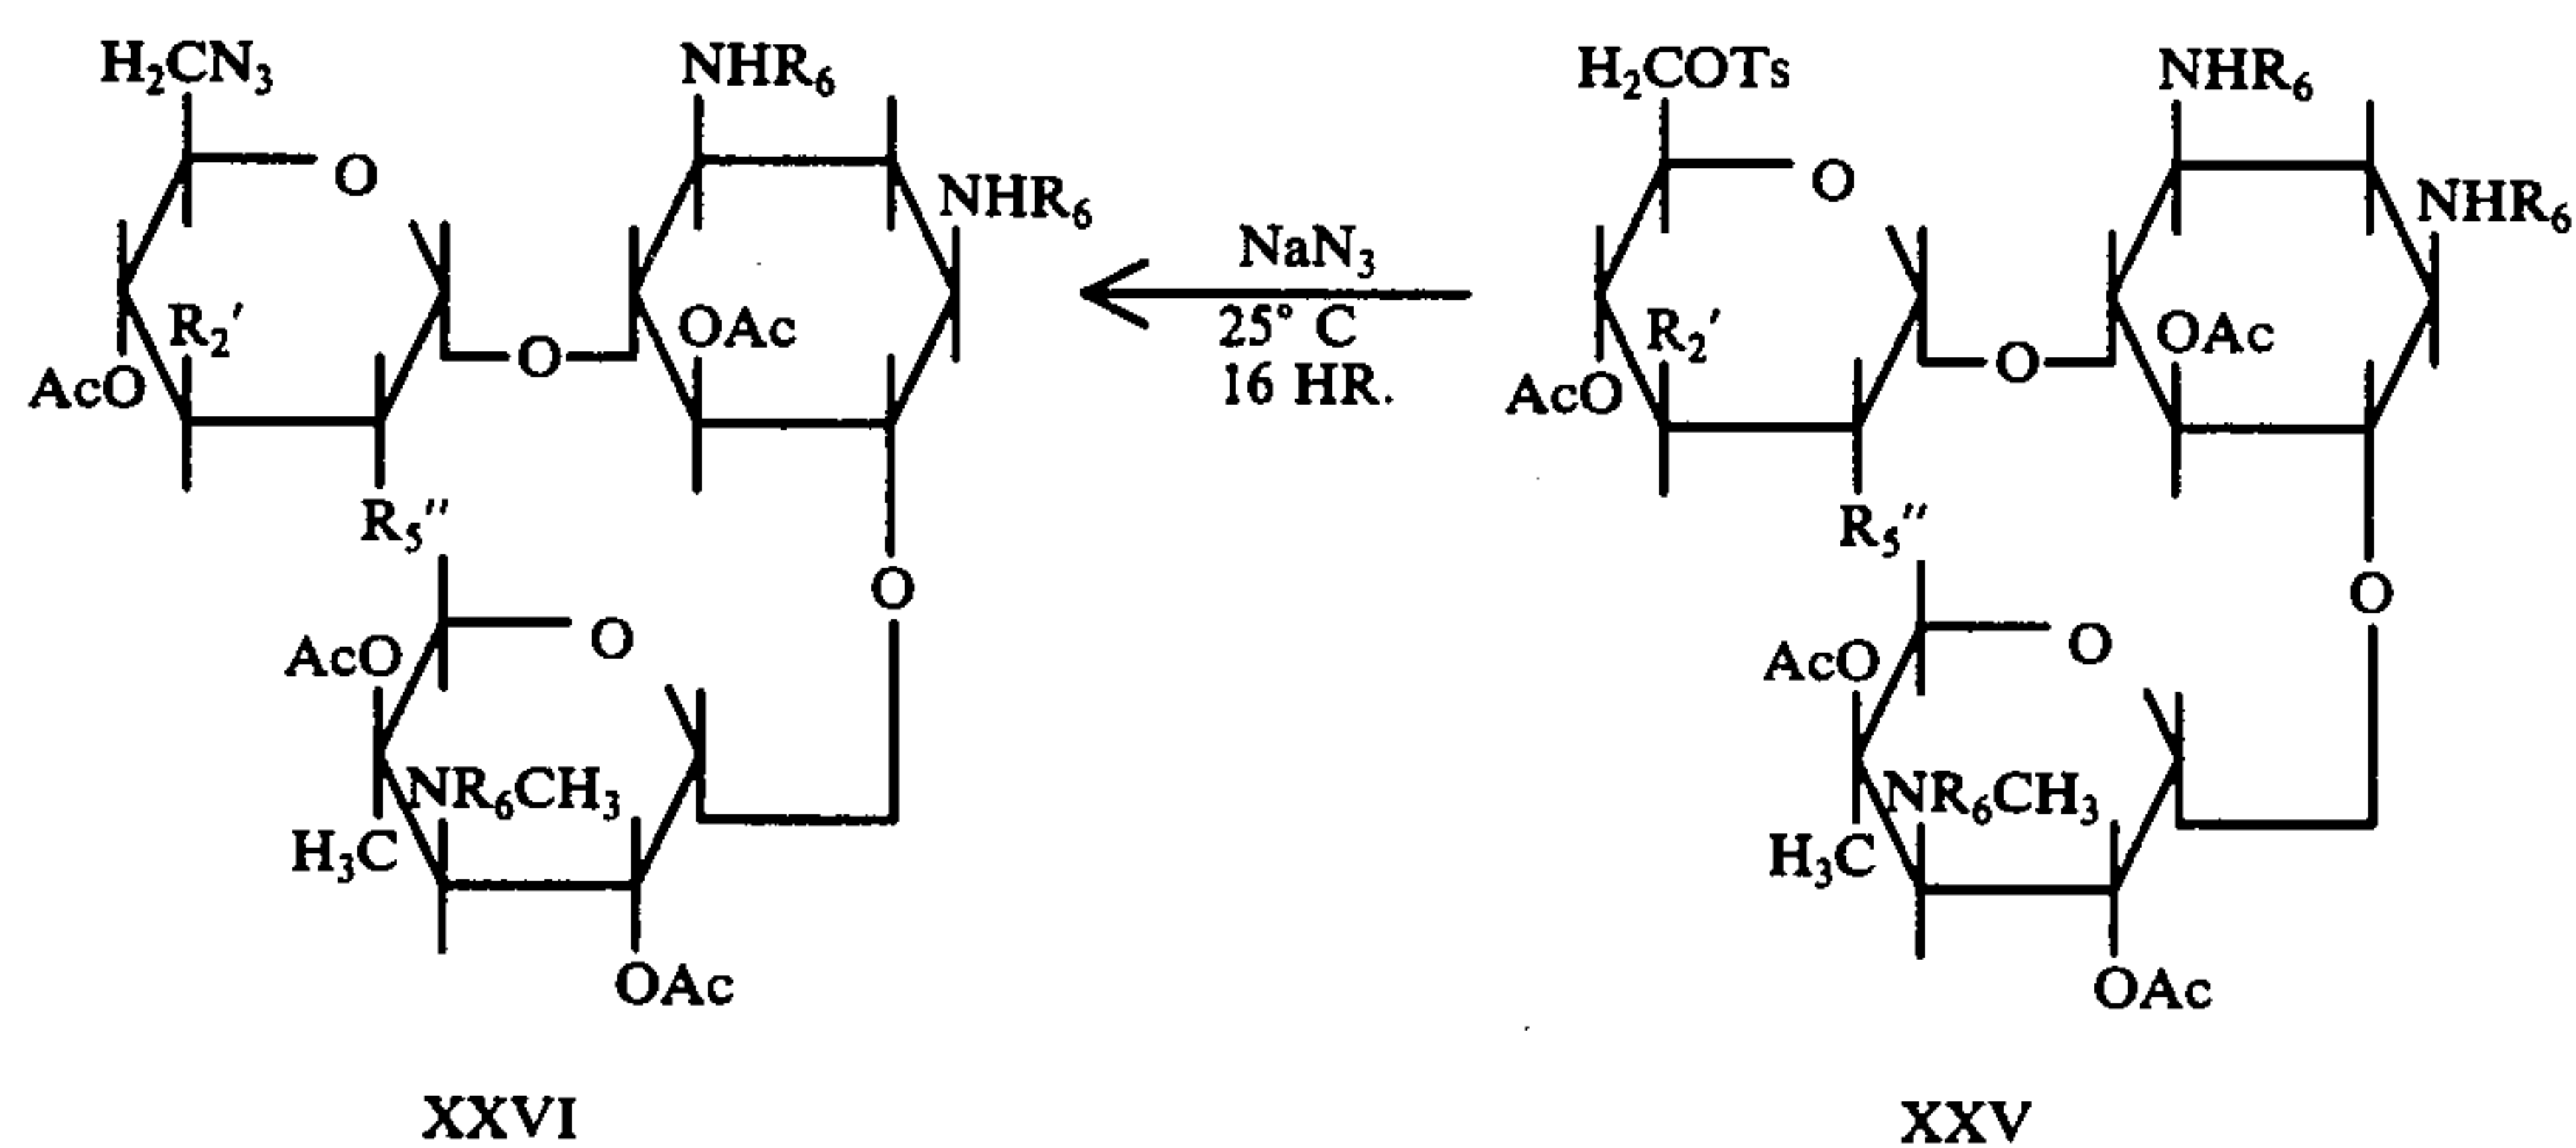 H2CN3 NHR6 H2COTs NHR6
O NHR6 NaN3 O NHR6
R2' OAc 25° C R2' OAc
AcO O 16 HR. AcO O
R5'' R5''
O O
AcO O AcO O
NR6CH3 NR6CH3
H3C H3C
OAc OAc
XXVI XXV